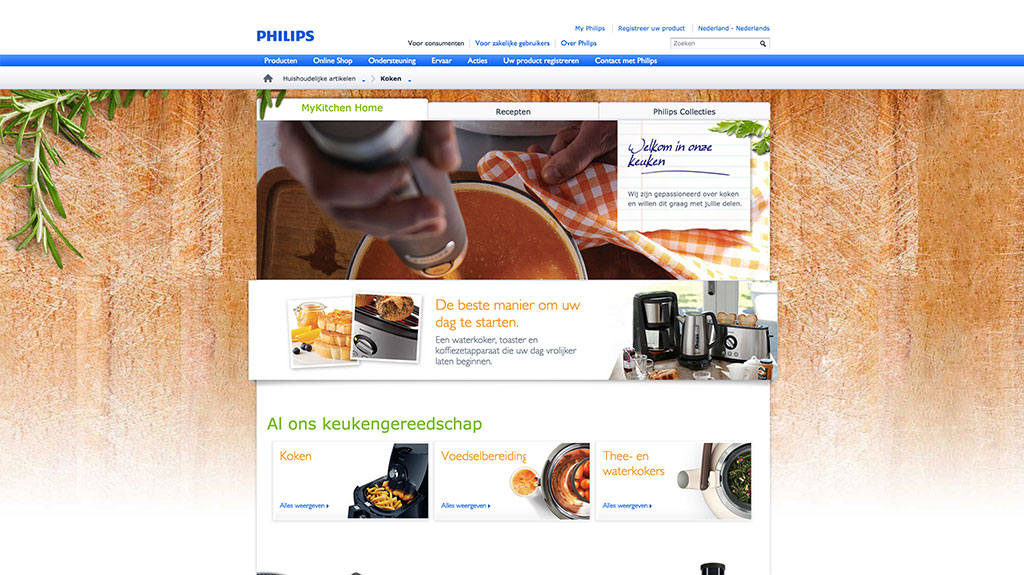 PHILIPS
My Philips
Registreer uw product
Nederland - Nederlands
Voor consumenten
Voor zakelijke gebruikers
Over Philips
Zoeken
Producten
Online Shop
Ondersteuning
Ervaar
Acties
Uw product registreren
Contact met Philips
Huishoudelijke artikelen
Koken
MyKitchen Home
Recepten
Philips Collecties
Welkom in onze
keuken
Wij zijn gepassioneerd over koken
en willen dit graag met jullie delen.
De beste manier om uw
dag te starten.
Een waterkoker, toaster en
koffiezetapparaat die uw dag vrolijker
laten beginnen.
Al ons keukengereedschap
Koken
Alles weergeven
Voedselbereiding
Alles weergeven
Thee- en
waterkokers
Alles weergeven